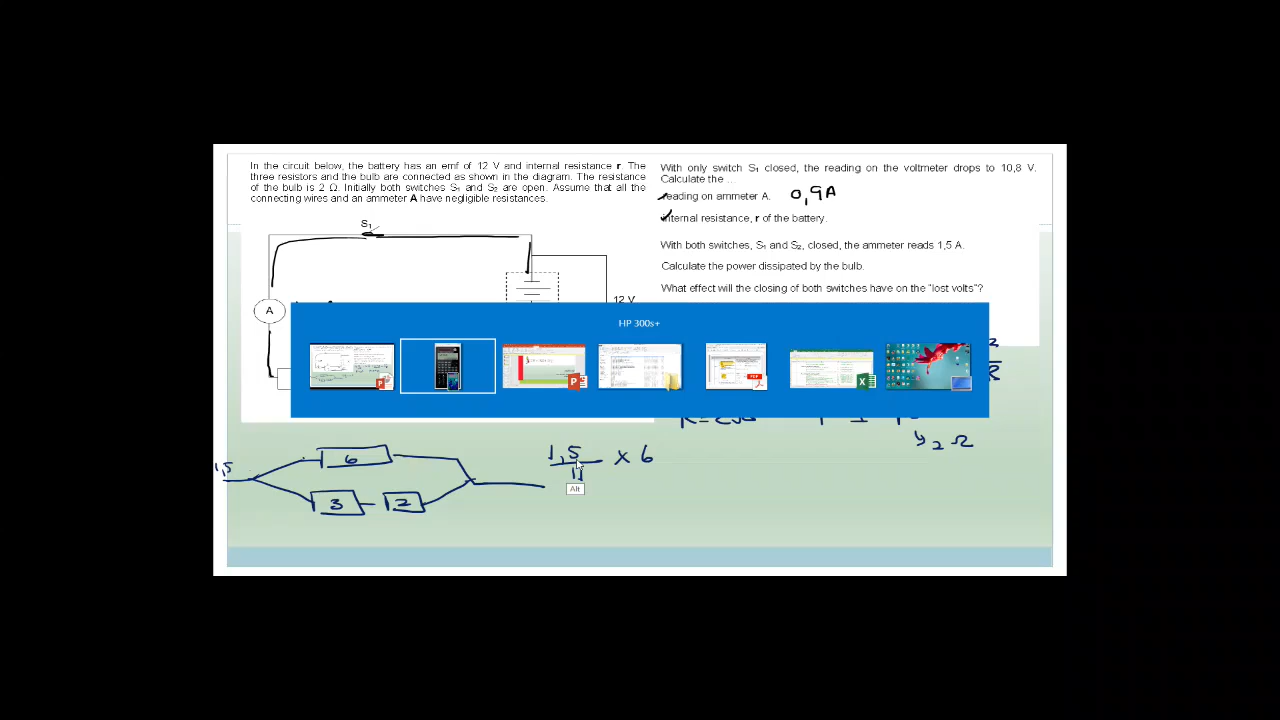 In the circuit below, the battery has an emf of 12 V and internal resistance r. The
three resistors and the bulb are connected as shown in the diagram. The resistance
of the bulb is 2 Ω. Initially both switches S₁ and S₂ are open. Assume that all the
connecting wires and an ammeter A have negligible resistances.
S₁
A
12 V
With only switch S₁ closed, the reading on the voltmeter drops to 10,8 V.
Calculate the ...
reading on ammeter A. 0,9A
internal resistance, r of the battery.
With both switches, S₁ and S₂, closed, the ammeter reads 1,5 A.
Calculate the power dissipated by the bulb.
What effect will the closing of both switches have on the "lost volts"?
HP 300s+
2 Ω
1,5
6
3
2
1,5
11
x 6
Alt